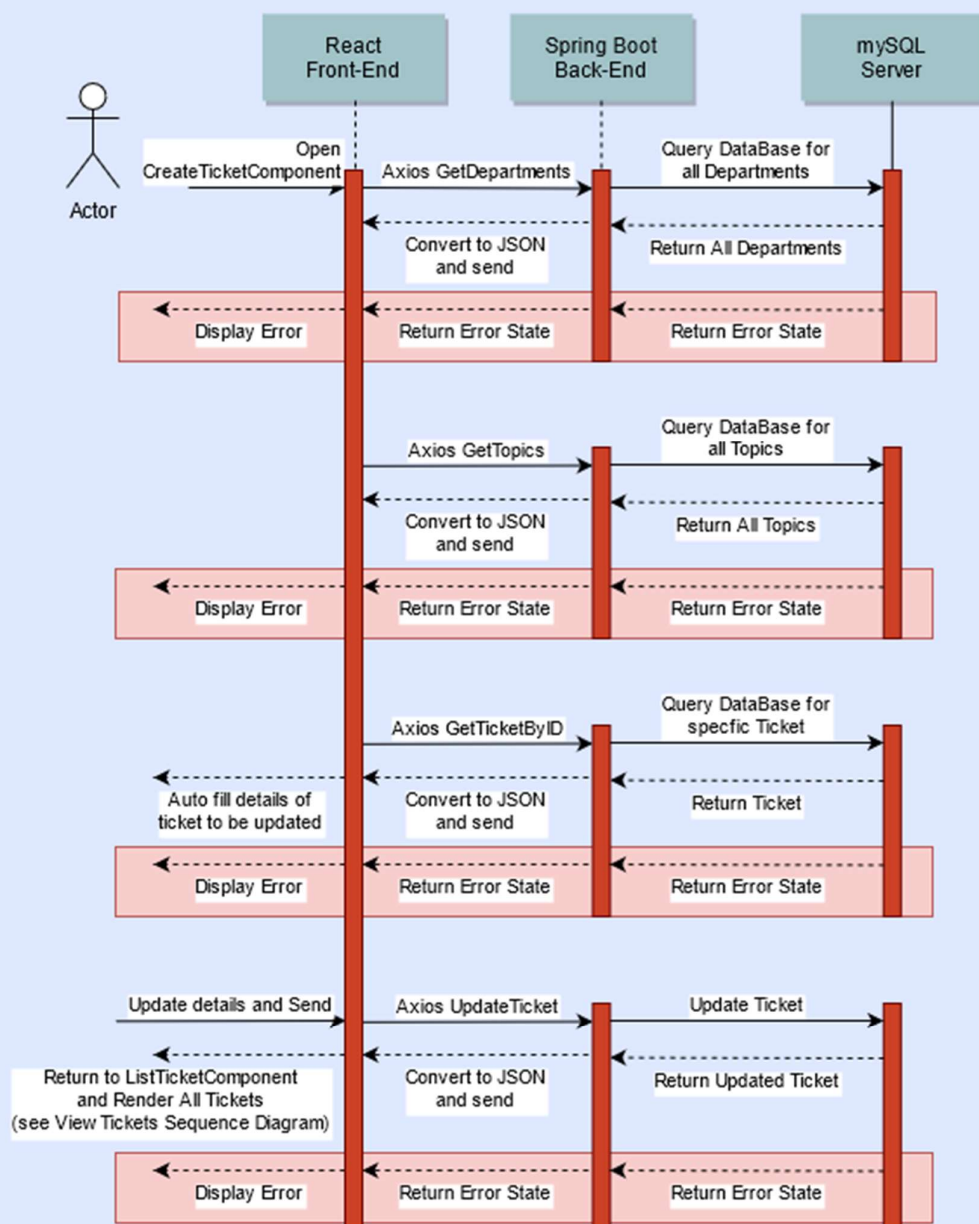 React
Front-End
Spring Boot
Back-End
mySQL
Server
Actor
Open
CreateTicketComponent
Axios GetDepartments
Query DataBase for
all Departments
Convert to JSON
and send
Return All Departments
Display Error
Return Error State
Return Error State
Axios GetTopics
Query DataBase for
all Topics
Convert to JSON
and send
Return All Topics
Display Error
Return Error State
Return Error State
Axios GetTicketByID
Query DataBase for
specfic Ticket
Auto fill details of
ticket to be updated
Convert to JSON
and send
Return Ticket
Display Error
Return Error State
Return Error State
Update details and Send
Axios UpdateTicket
Update Ticket
Return to ListTicketComponent
and Render All Tickets
(see View Tickets Sequence Diagram)
Convert to JSON
and send
Return Updated Ticket
Display Error
Return Error State
Return Error State